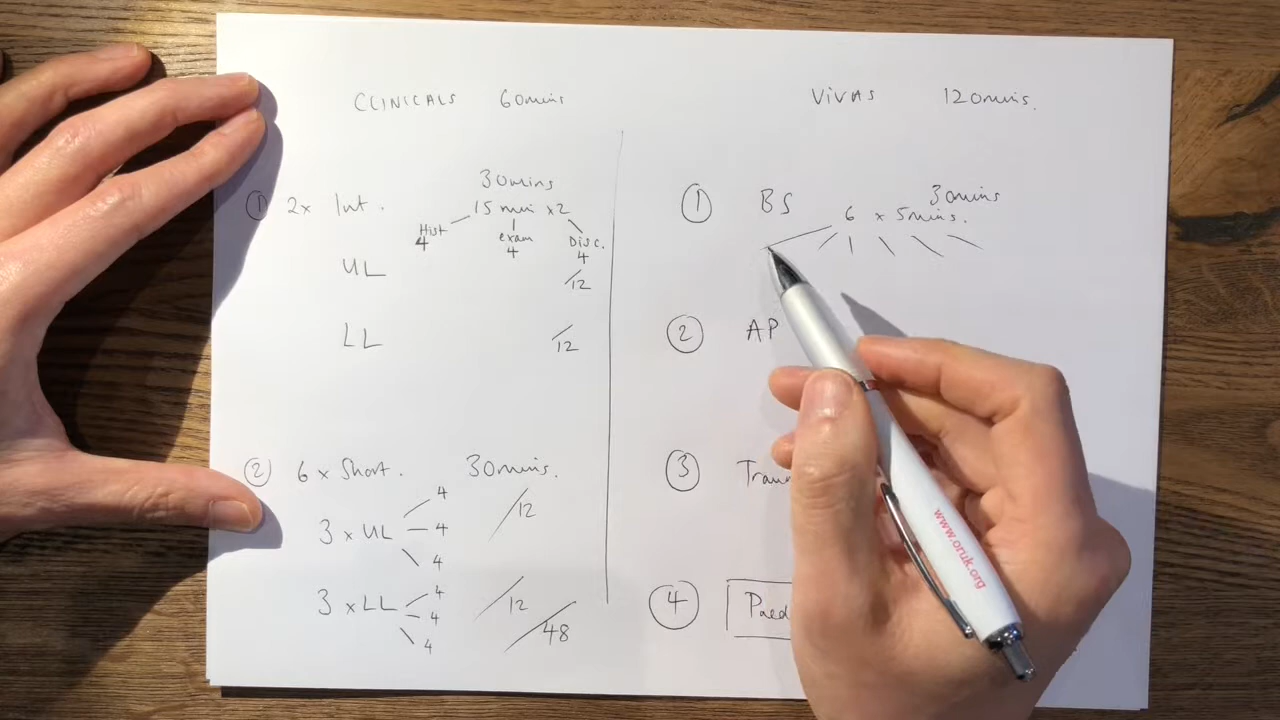 CLINICALS 60mins
① 2x Int.
30mins
15 min x2
Hist 4
exam 4
Disc. 4
UL /12
LL /12
② 6 x Short. 30mins.
3 x UL 4 4 4 /12
3 x LL 4 4 4 /12
/48
VIVAS 120mins.
① BS
30mins
6 x 5mins.
② AP
③
④
www.oruk.org